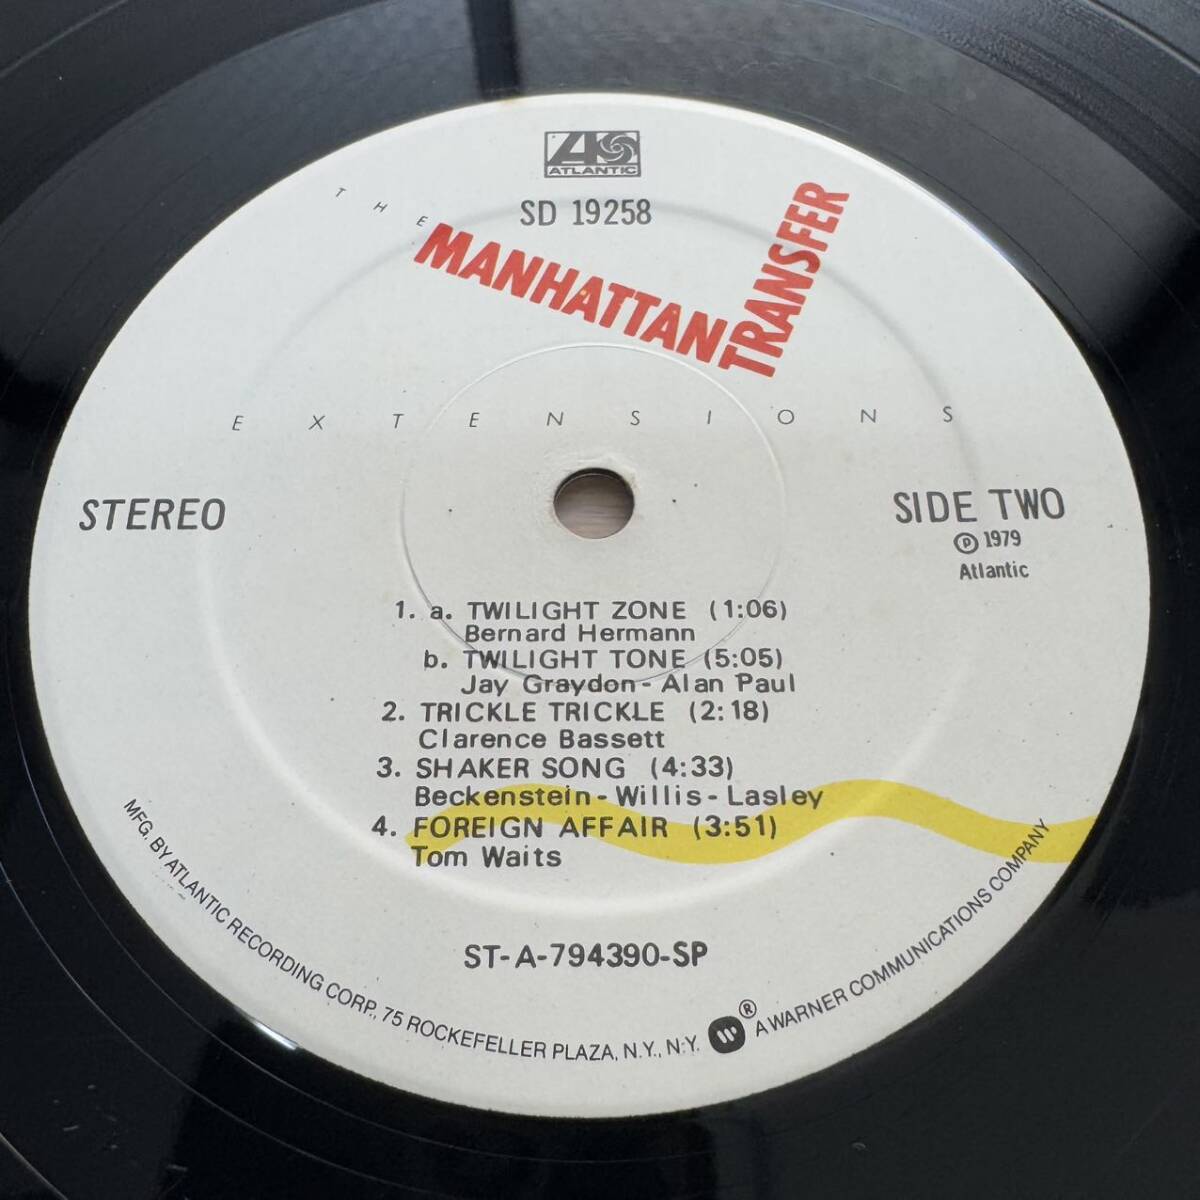 ATLANTIC
SD 19258
THE
MANHATTAN
TRANSFER
EXTENSIONS
STEREO
SIDE TWO
Ⓟ 1979
Atlantic
1. a. TWILIGHT ZONE (1:06)
Bernard Hermann
b. TWILIGHT TONE (5:05)
Jay Graydon - Alan Paul
2. TRICKLE TRICKLE (2:18)
Clarence Bassett
3. SHAKER SONG (4:33)
Beckenstein - Willis - Lasley
4. FOREIGN AFFAIR (3:51)
Tom Waits
ST-A-794390-SP
MFG. BY ATLANTIC RECORDING CORP., 75 ROCKEFELLER PLAZA, N.Y., N.Y. ® A WARNER COMMUNICATIONS COMPANY